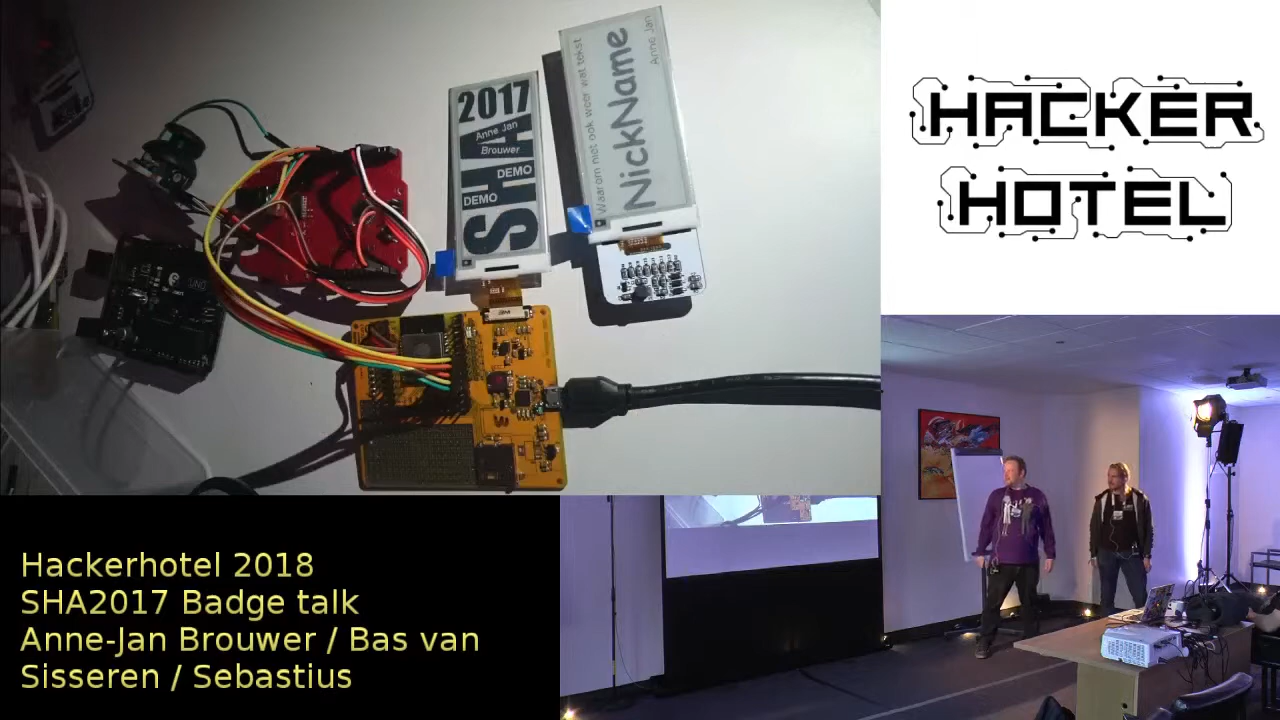 2017
Anne Jan
Brouwer
DEMO
DEMO
SHA
Waarom niet ook weer wat tekst
NickName
Anne Jan
UNO
HACKER
HOTEL
Hackerhotel 2018
SHA2017 Badge talk
Anne-Jan Brouwer / Bas van
Sisseren / Sebastius